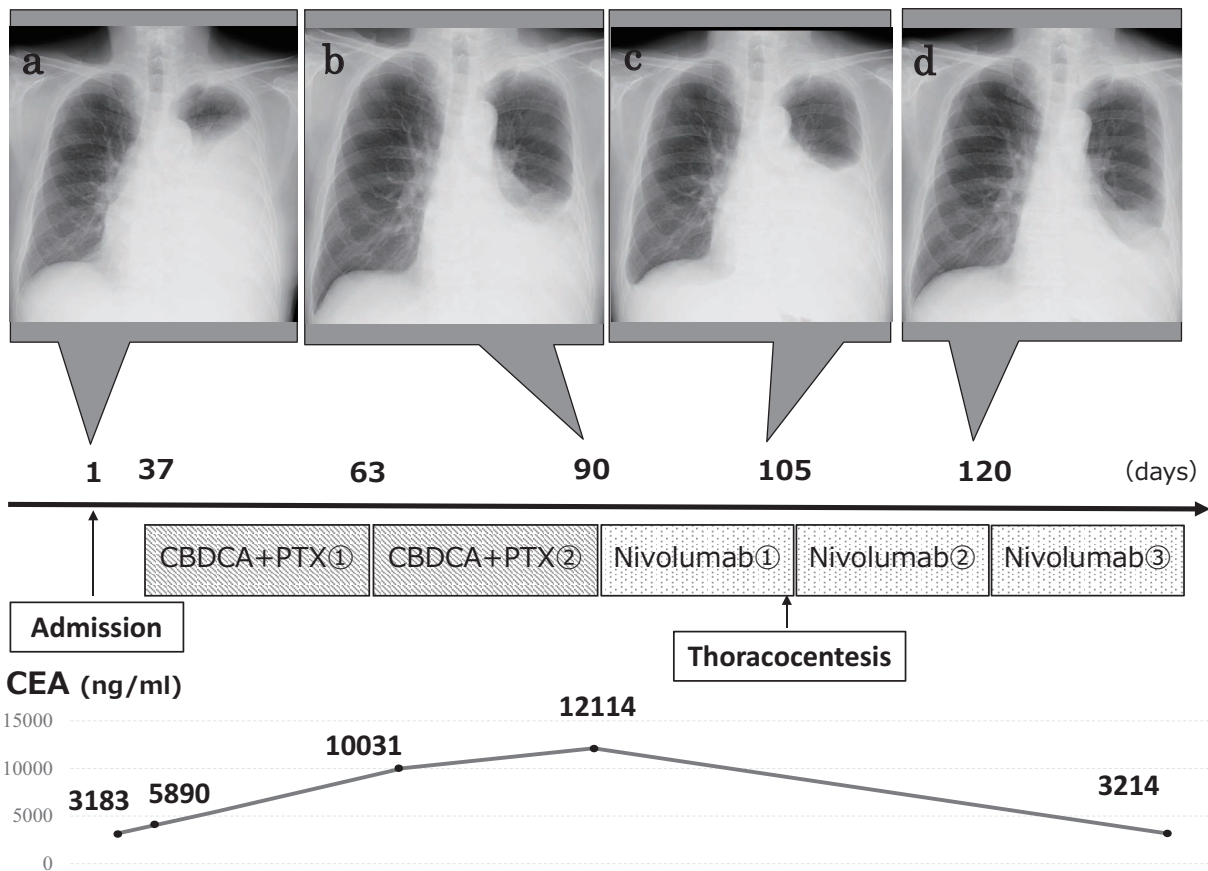 a b c d
1 37 63 90 105 120 (days)
CBDCA+PTX① CBDCA+PTX② Nivolumab① Nivolumab② Nivolumab③
Admission
Thoracocentesis
CEA (ng/ml)
15000
10000
5000
0
3183
5890
10031
12114
3214